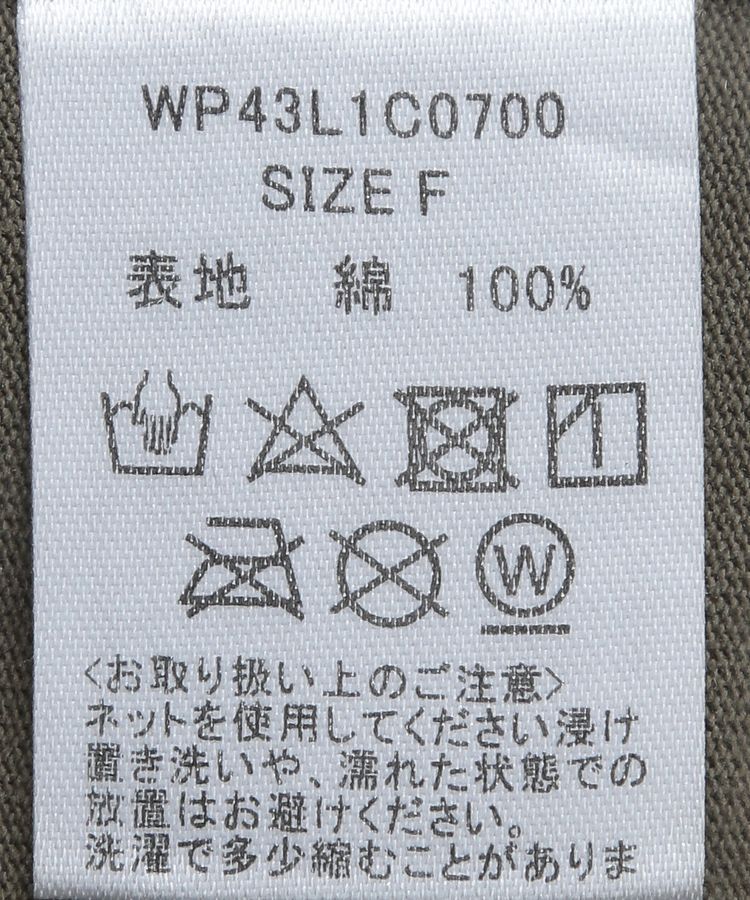 WP43L1C0700
SIZE F
表地 綿 100%
W
〈お取り扱い上のご注意〉
ネットを使用してください浸け
置き洗いや、濡れた状態での
放置はお避けください。
洗濯で多少縮むことがありま